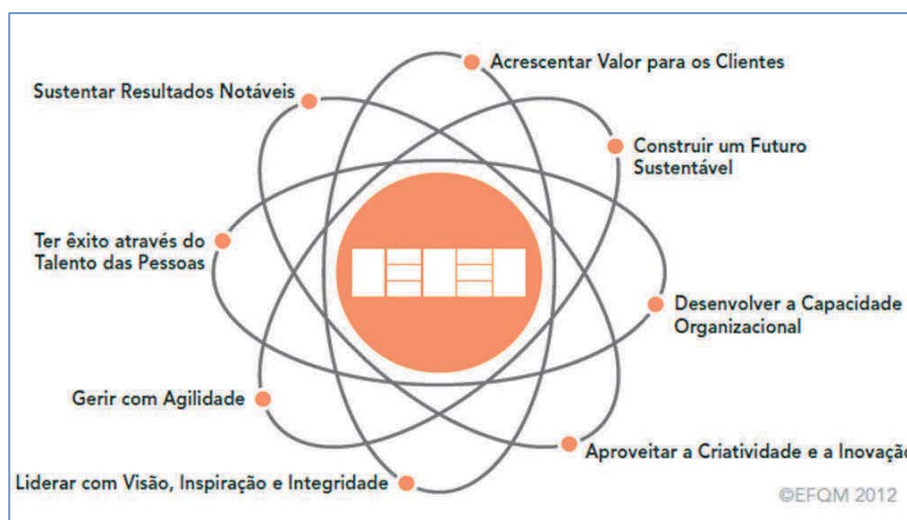 Acrescentar Valor para os Clientes
Sustentar Resultados Notáveis
Construir um Futuro
Sustentável
Ter êxito através do
Talento das Pessoas
Desenvolver a Capacidade
Organizacional
Gerir com Agilidade
Aproveitar a Criatividade e a Inovação
Liderar com Visão, Inspiração e Integridade
©EFQM 2012